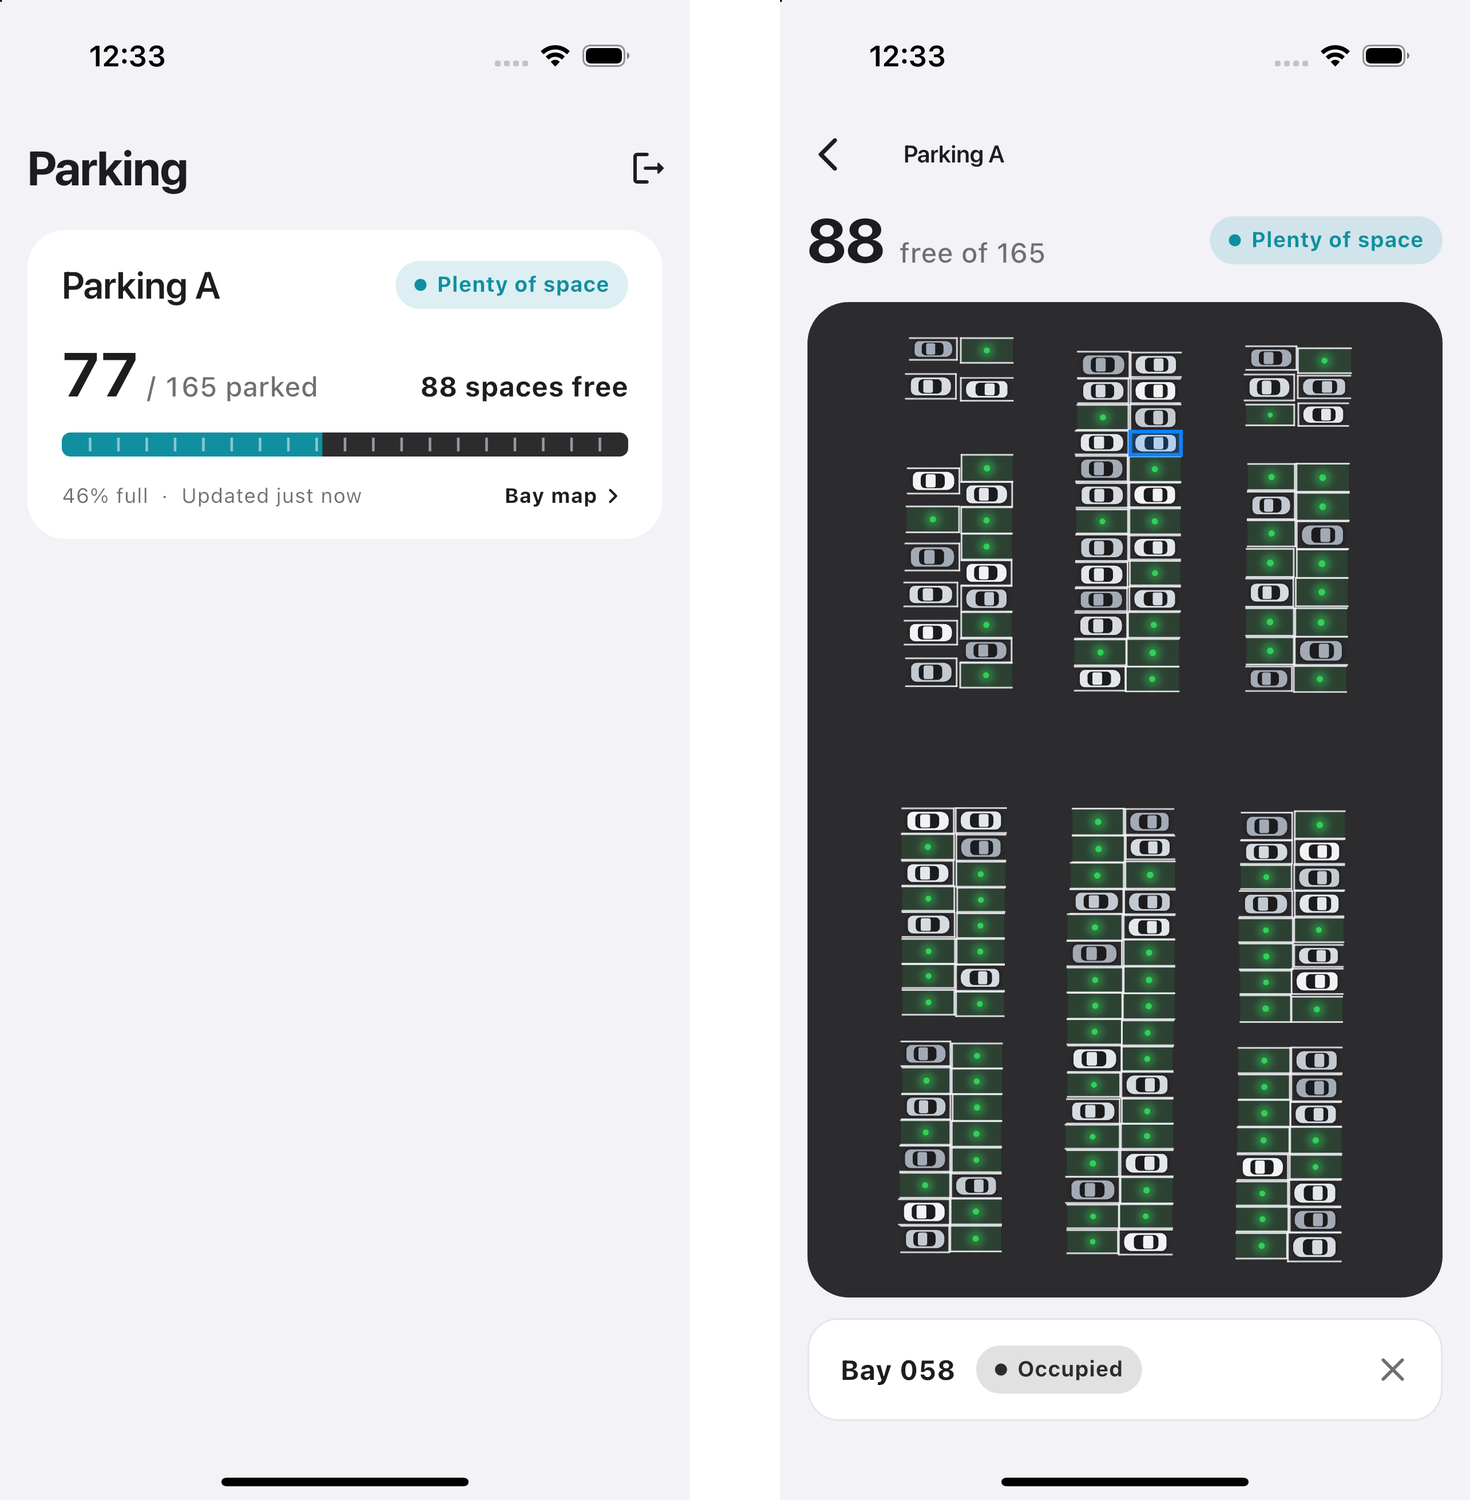 12:33
Parking
Parking A
Plenty of space
77 / 165 parked
88 spaces free
46% full · Updated just now
Bay map
12:33
Parking A
88 free of 165
Plenty of space
Bay 058
Occupied